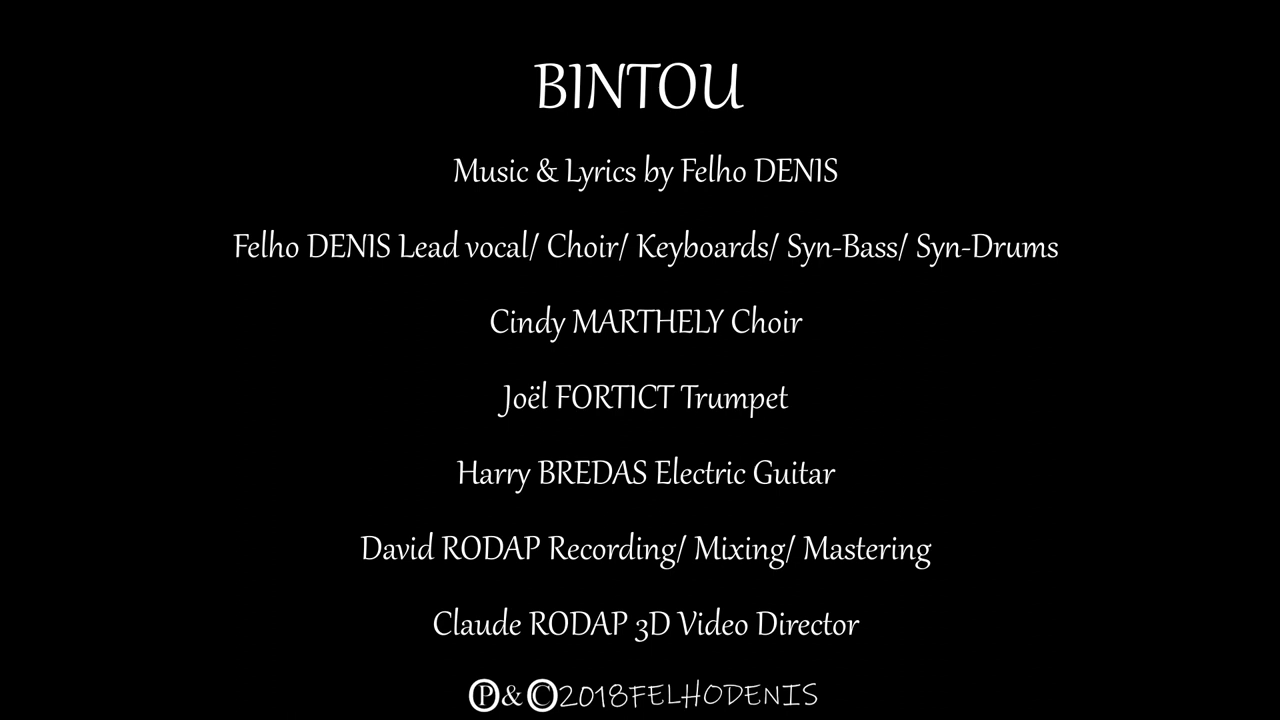 BINTOU
Music & Lyrics by Felho DENIS
Felho DENIS Lead vocal/ Choir/ Keyboards/ Syn-Bass/ Syn-Drums
Cindy MARTHELY Choir
Joël FORTICT Trumpet
Harry BREDAS Electric Guitar
David RODAP Recording/ Mixing/ Mastering
Claude RODAP 3D Video Director
Ⓟ&©2018FELHODENIS